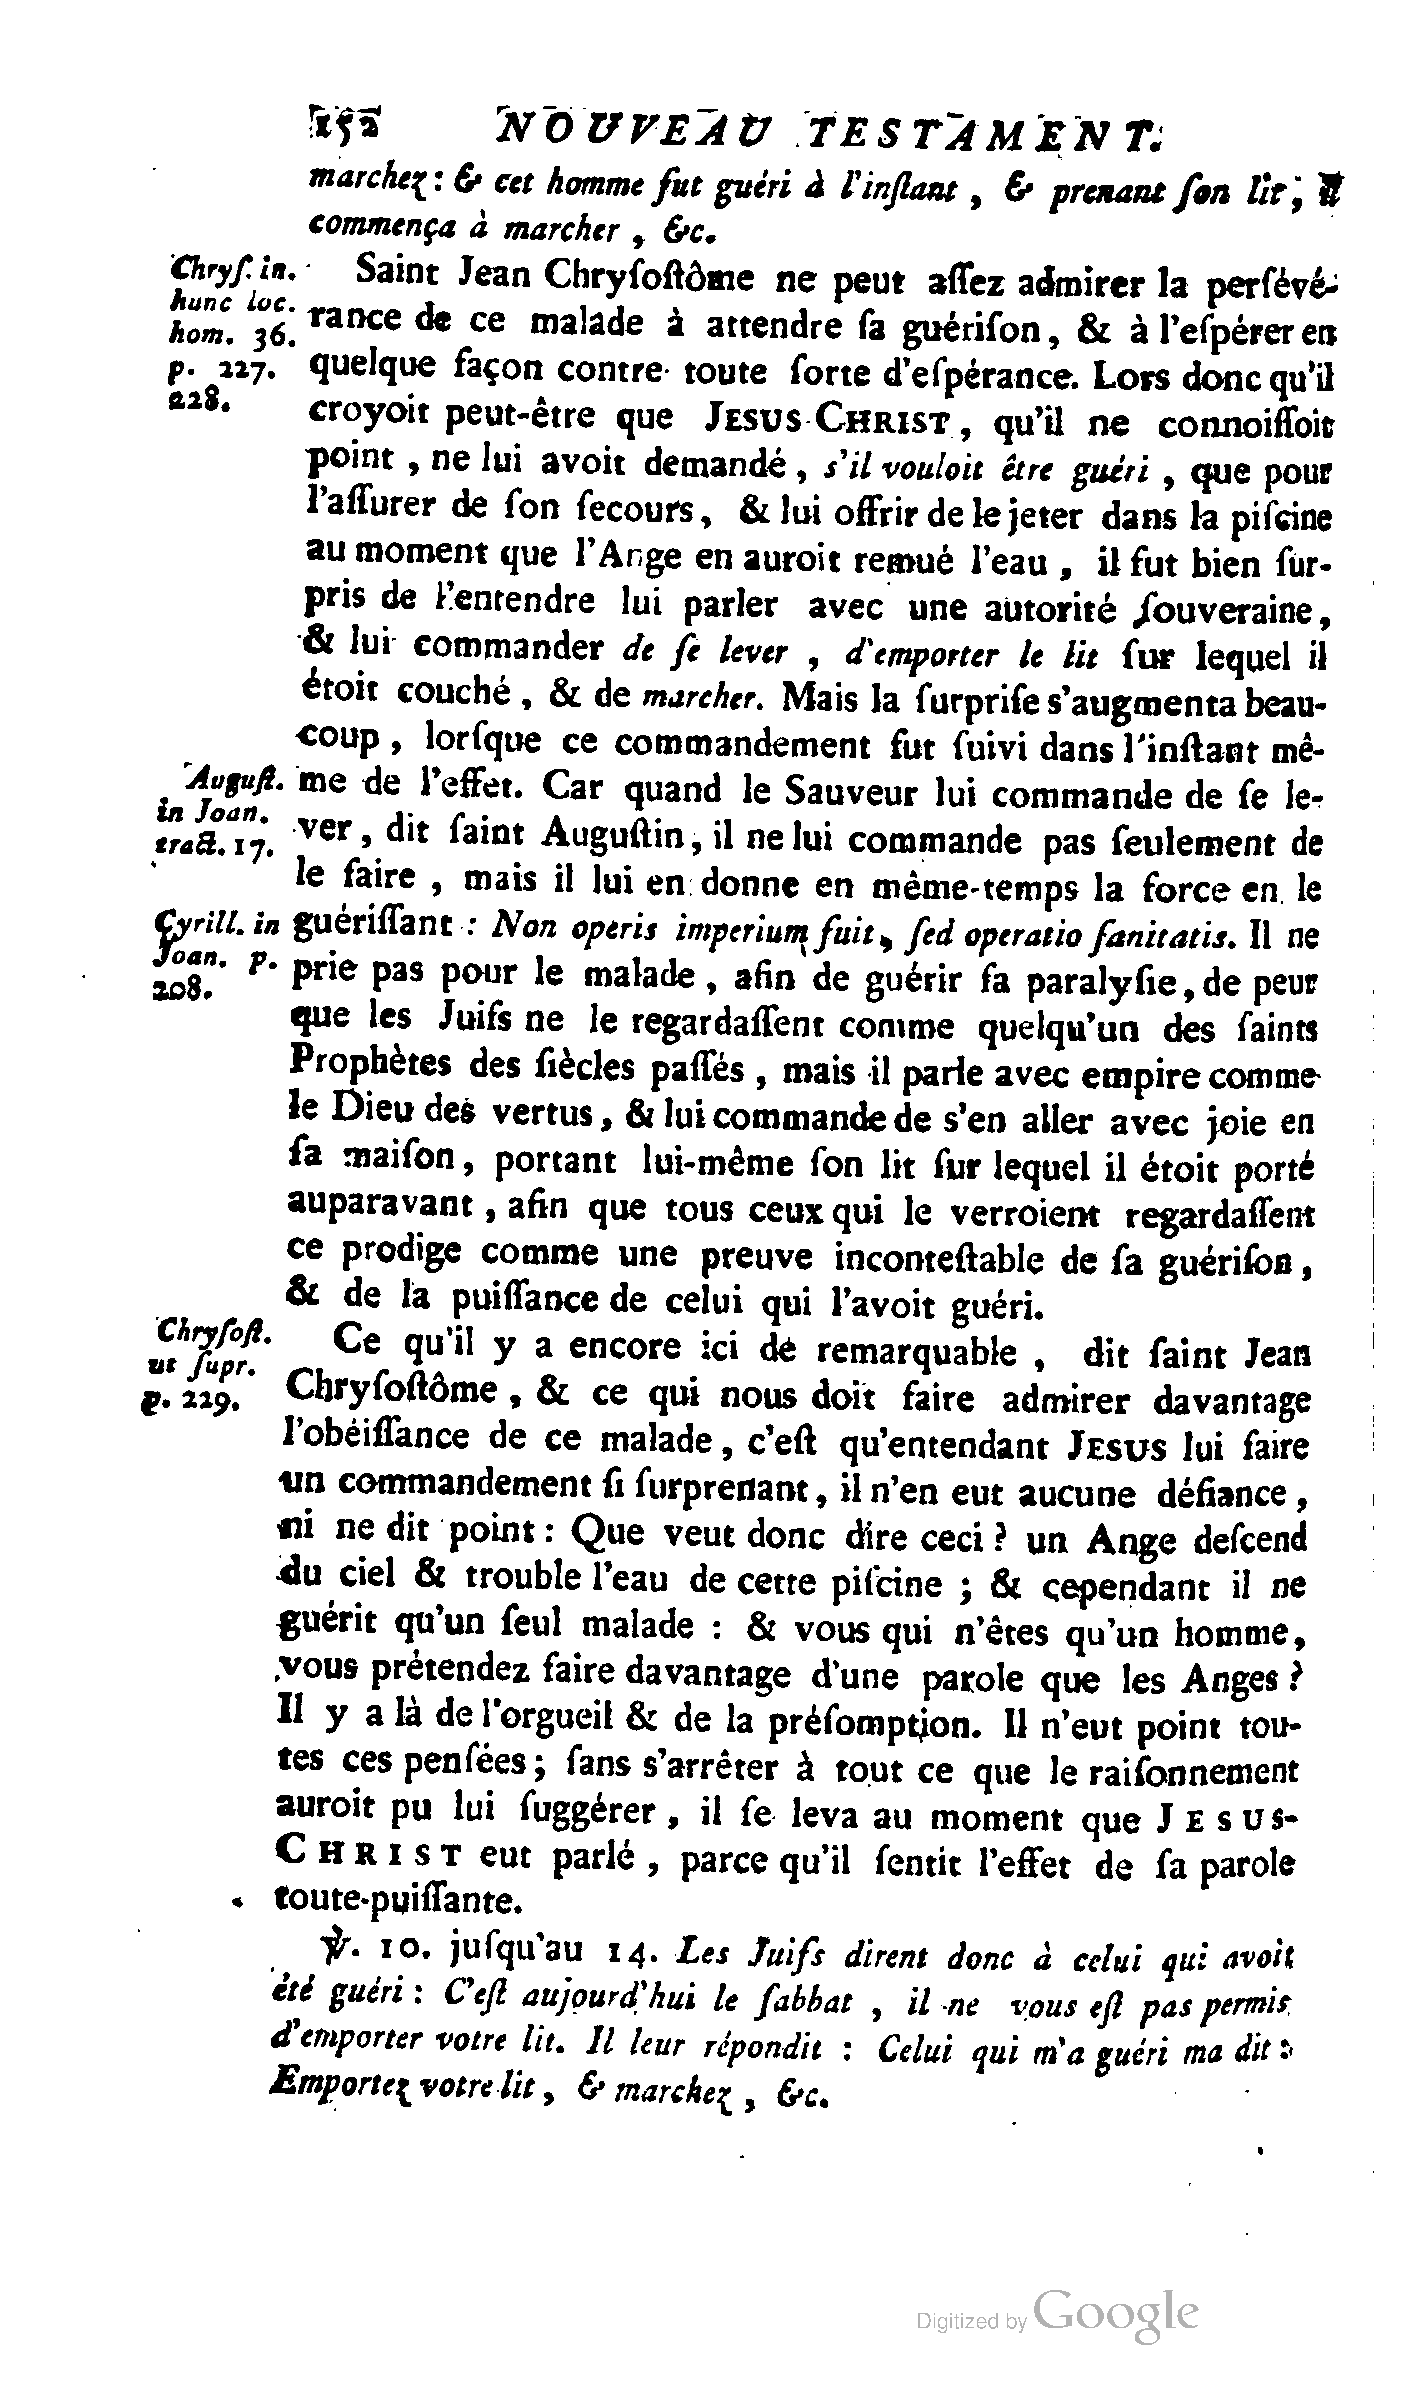 152 NOUVEAU TESTAMENT.
marchez : & cet homme fut guéri à l'inſtant , & prenant ſon lit , il
commença à marcher , &c.
Chryſ. in.
hunc loc.
hom. 36.
p. 227.
228.
Saint Jean Chryſoſtôme ne peut aſſez admirer la perſévé-
rance de ce malade à attendre ſa guériſon, & à l'eſpérer en
quelque façon contre toute ſorte d'eſpérance. Lors donc qu'il
croyoit peut-être que JESUS-CHRIST, qu'il ne connoiſſoit
point , ne lui avoit demandé , s'il vouloit être guéri , que pour
l'aſſurer de ſon ſecours, & lui offrir de le jeter dans la piſcine
au moment que l'Ange en auroit remué l'eau , il fut bien ſur-
pris de l'entendre lui parler avec une autorité ſouveraine,
& lui commander de ſe lever , d'emporter le lit ſur lequel il
étoit couché , & de marcher. Mais la ſurpriſe s'augmenta beau-
coup , lorſque ce commandement fut ſuivi dans l'inſtant mê-
Auguſt.
in Joan.
tract. 17.
me de l'effet. Car quand le Sauveur lui commande de ſe le-
ver , dit ſaint Auguſtin, il ne lui commande pas ſeulement de
le faire , mais il lui en donne en même-temps la force en le
Cyrill. in
Joan. p.
208.
guériſſant : Non operis imperium fuit, ſed operatio ſanitatis. Il ne
prie pas pour le malade , afin de guérir ſa paralyſie, de peur
que les Juifs ne le regardaſſent comme quelqu'un des ſaints
Prophètes des ſiècles paſſés , mais il parle avec empire comme
le Dieu des vertus, & lui commande de s'en aller avec joie en
ſa maiſon, portant lui-même ſon lit ſur lequel il étoit porté
auparavant , afin que tous ceux qui le verroient regardaſſent
ce prodige comme une preuve inconteſtable de ſa guériſon,
& de la puiſſance de celui qui l'avoit guéri.
Chryſoſt.
ut ſupr.
p. 229.
Ce qu'il y a encore ici de remarquable , dit ſaint Jean
Chryſoſtôme , & ce qui nous doit faire admirer davantage
l'obéiſſance de ce malade, c'eſt qu'entendant JESUS lui faire
un commandement ſi ſurprenant, il n'en eut aucune défiance,
ni ne dit point : Que veut donc dire ceci ? un Ange deſcend
du ciel & trouble l'eau de cette piſcine ; & cependant il ne
guérit qu'un ſeul malade : & vous qui n'êtes qu'un homme,
vous prétendez faire davantage d'une parole que les Anges ?
Il y a là de l'orgueil & de la préſomption. Il n'eut point tou-
tes ces penſées ; ſans s'arrêter à tout ce que le raiſonnement
auroit pu lui ſuggérer , il ſe leva au moment que JESUS-
CHRIST eut parlé , parce qu'il ſentit l'effet de ſa parole
toute-puiſſante.
℣. 10. juſqu'au 14. Les Juifs dirent donc à celui qui avoit
été guéri : C'eſt aujourd'hui le ſabbat , il ne vous eſt pas permis
d'emporter votre lit. Il leur répondit : Celui qui m'a guéri ma dit :
Emportez votre lit, & marchez , &c.
Digitized by Google